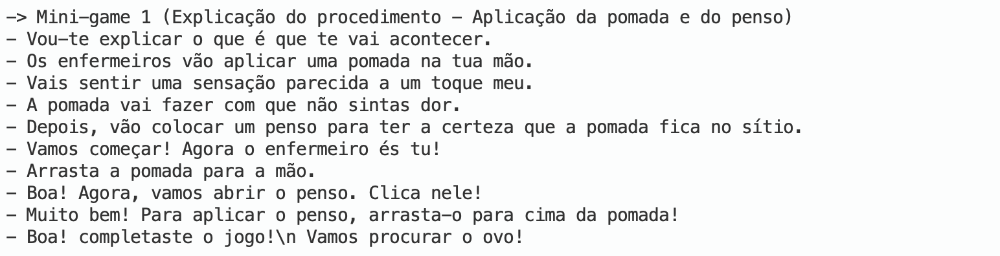 -> Mini-game 1 (Explicação do procedimento - Aplicação da pomada e do penso)
- Vou-te explicar o que é que te vai acontecer.
- Os enfermeiros vão aplicar uma pomada na tua mão.
- Vais sentir uma sensação parecida a um toque meu.
- A pomada vai fazer com que não sintas dor.
- Depois, vão colocar um penso para ter a certeza que a pomada fica no sítio.
- Vamos começar! Agora o enfermeiro és tu!
- Arrasta a pomada para a mão.
- Boa! Agora, vamos abrir o penso. Clica nele!
- Muito bem! Para aplicar o penso, arrasta-o para cima da pomada!
- Boa! completaste o jogo!\n Vamos procurar o ovo!